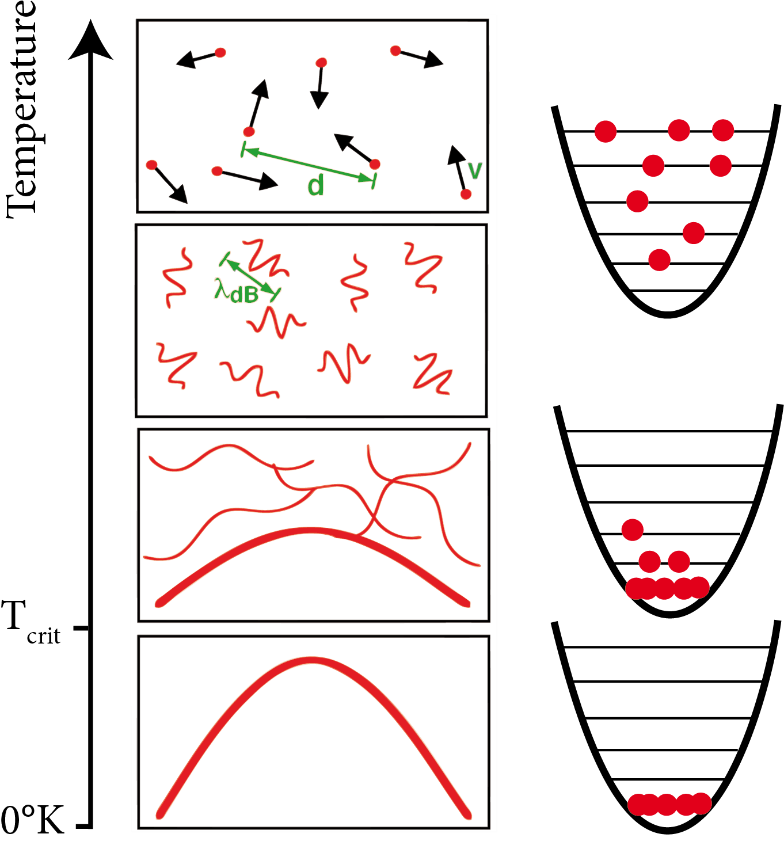 Temperature
d
v
λdB
Tcrit
0°K